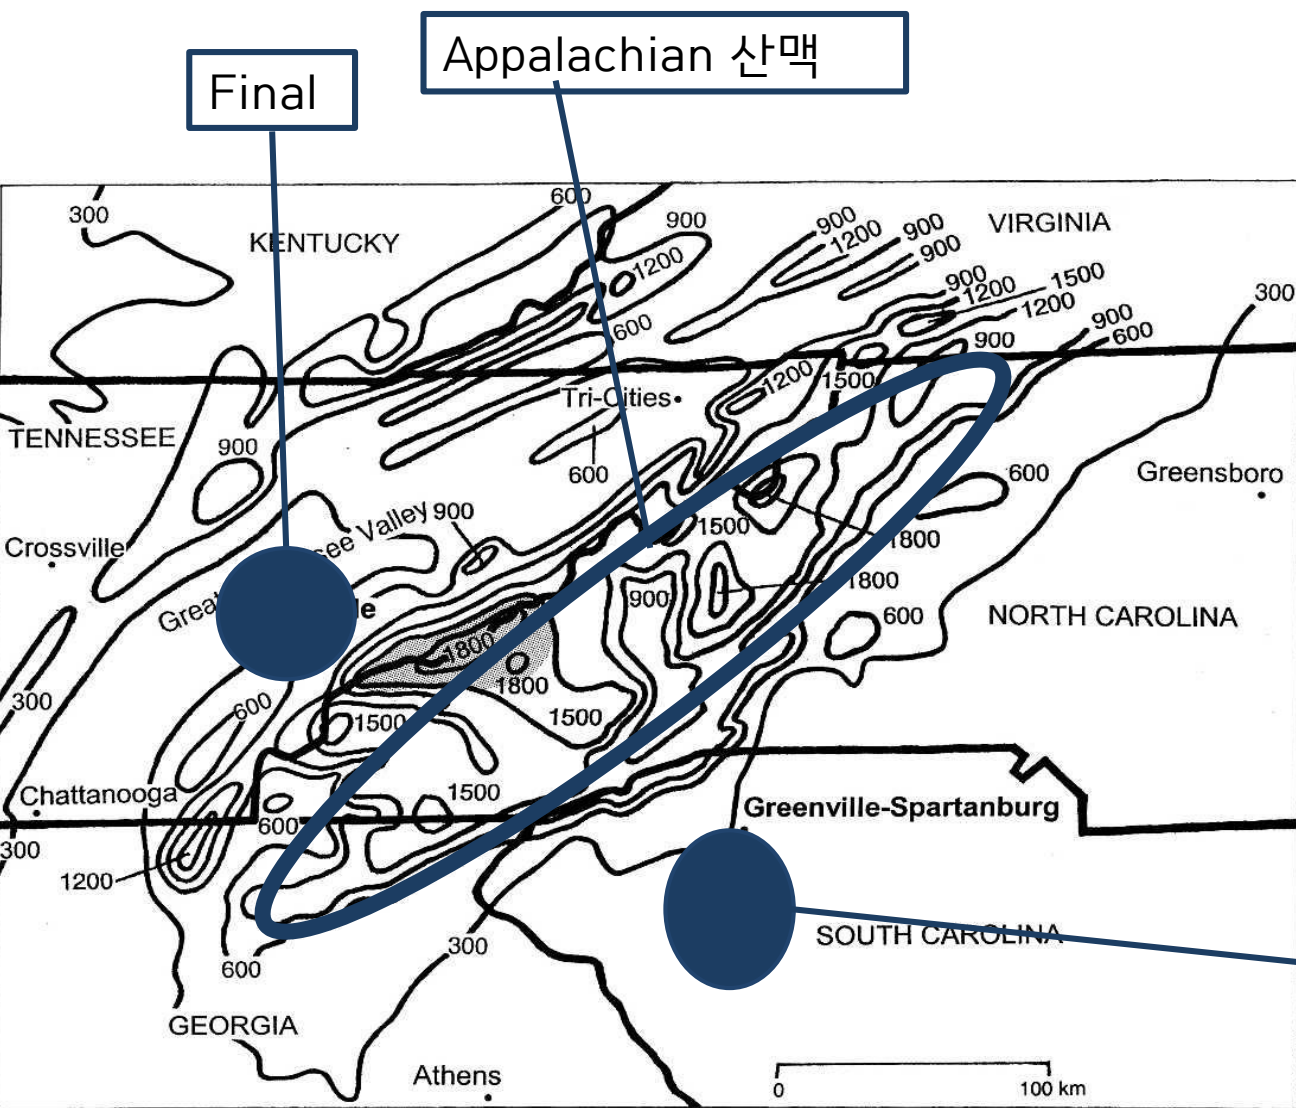 Final
Appalachian 산맥
300
KENTUCKY
600
900
1200
600
900
1200
900
900
VIRGINIA
900
1200
1500
1200
900
600
300
900
TENNESSEE
900
Tri-Cities
600
1200
1500
600
Greensboro
Crossville
see Valley
900
1500
1800
Great
le
900
1800
600
NORTH CAROLINA
1800
1800
300
600
1500
1500
Chattanooga
1500
600
Greenville-Spartanburg
300
1200
SOUTH CAROLINA
300
600
GEORGIA
Athens
0
100 km